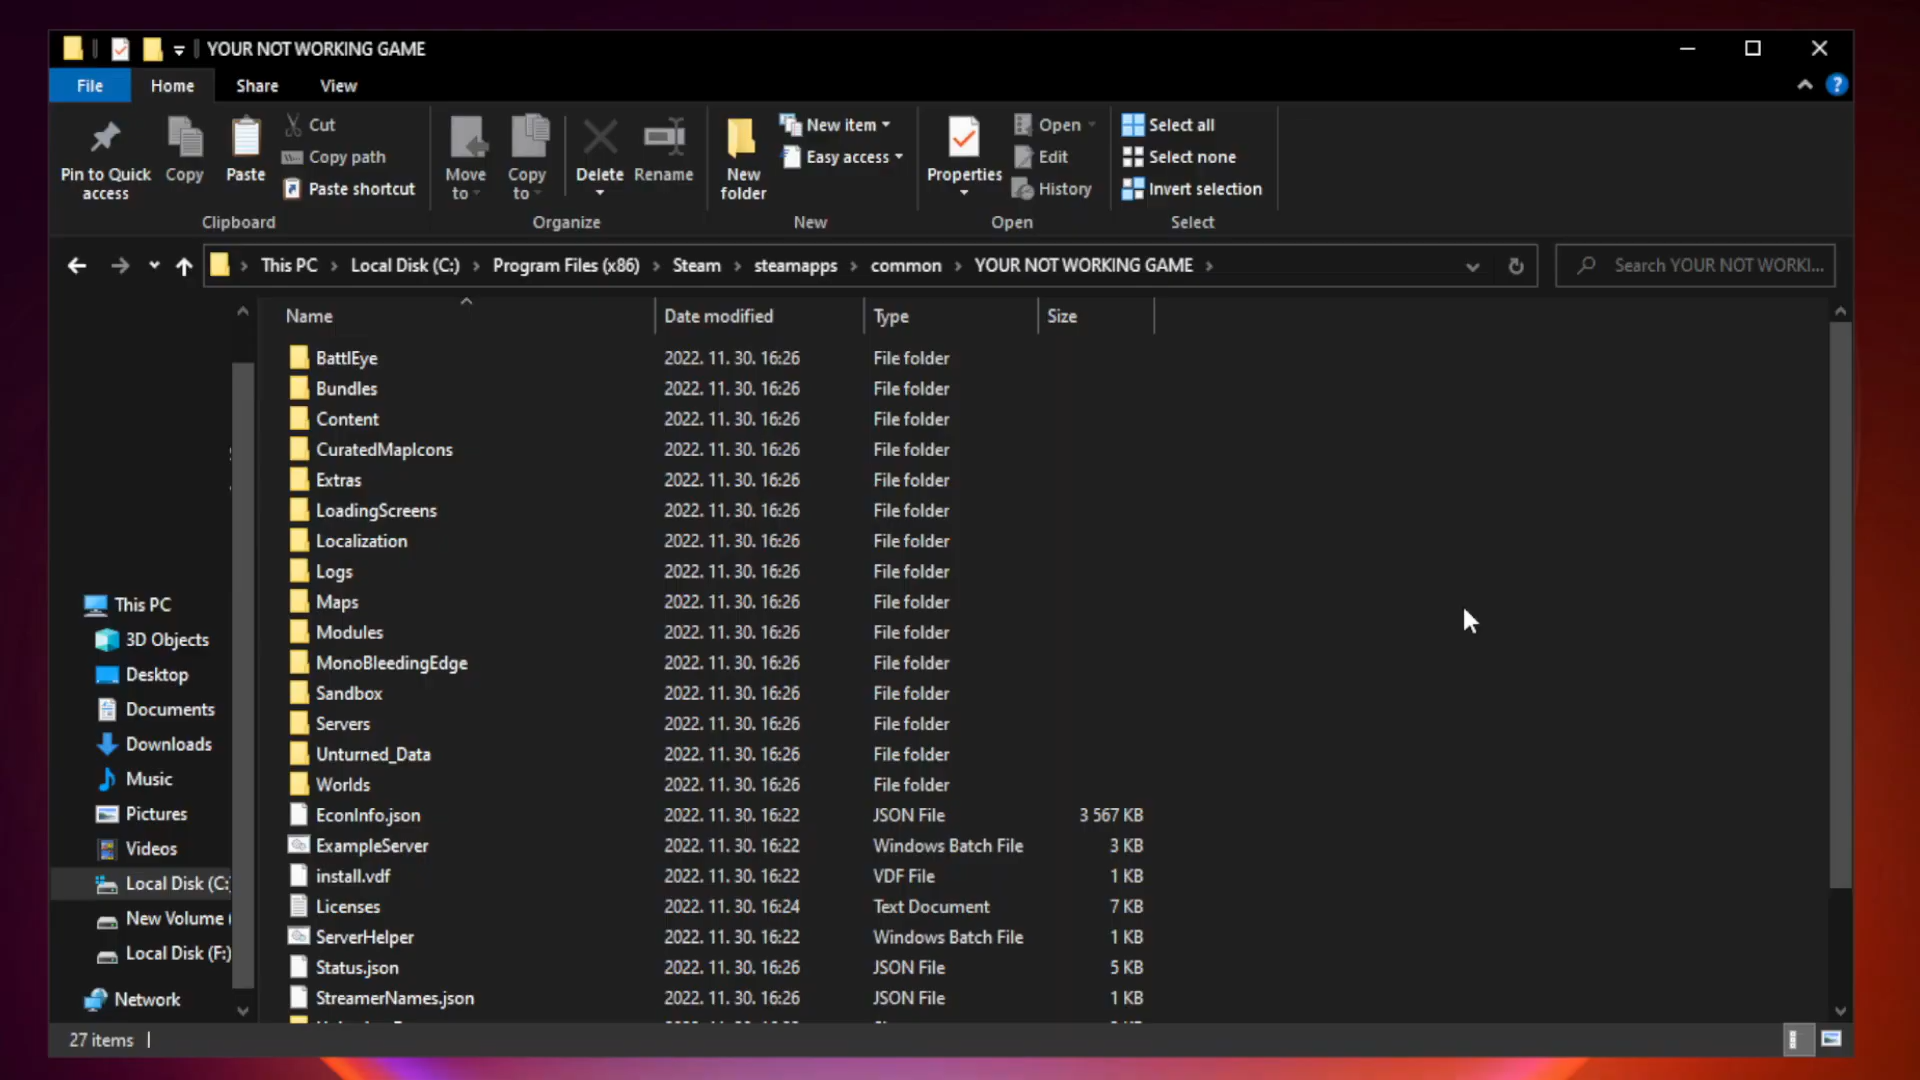 YOUR NOT WORKING GAME
File Home Share View
Pin to Quick access
Copy
Paste
Cut
Copy path
Paste shortcut
Clipboard
Move to
Copy to
Delete
Rename
Organize
New folder
New item
Easy access
New
Properties
Open
Edit
History
Open
Select all
Select none
Invert selection
Select
This PC > Local Disk (C:) > Program Files (x86) > Steam > steamapps > common > YOUR NOT WORKING GAME >
Search YOUR NOT WORKI...
This PC
3D Objects
Desktop
Documents
Downloads
Music
Pictures
Videos
Local Disk (C:
New Volume (
Local Disk (F:)
Network
Name Date modified Type Size
BattlEye 2022. 11. 30. 16:26 File folder
Bundles 2022. 11. 30. 16:26 File folder
Content 2022. 11. 30. 16:26 File folder
CuratedMapIcons 2022. 11. 30. 16:26 File folder
Extras 2022. 11. 30. 16:26 File folder
LoadingScreens 2022. 11. 30. 16:26 File folder
Localization 2022. 11. 30. 16:26 File folder
Logs 2022. 11. 30. 16:26 File folder
Maps 2022. 11. 30. 16:26 File folder
Modules 2022. 11. 30. 16:26 File folder
MonoBleedingEdge 2022. 11. 30. 16:26 File folder
Sandbox 2022. 11. 30. 16:26 File folder
Servers 2022. 11. 30. 16:26 File folder
Unturned_Data 2022. 11. 30. 16:26 File folder
Worlds 2022. 11. 30. 16:26 File folder
EconInfo.json 2022. 11. 30. 16:22 JSON File 3 567 KB
ExampleServer 2022. 11. 30. 16:22 Windows Batch File 3 KB
install.vdf 2022. 11. 30. 16:22 VDF File 1 KB
Licenses 2022. 11. 30. 16:24 Text Document 7 KB
ServerHelper 2022. 11. 30. 16:22 Windows Batch File 1 KB
Status.json 2022. 11. 30. 16:26 JSON File 5 KB
StreamerNames.json 2022. 11. 30. 16:26 JSON File 1 KB
27 items